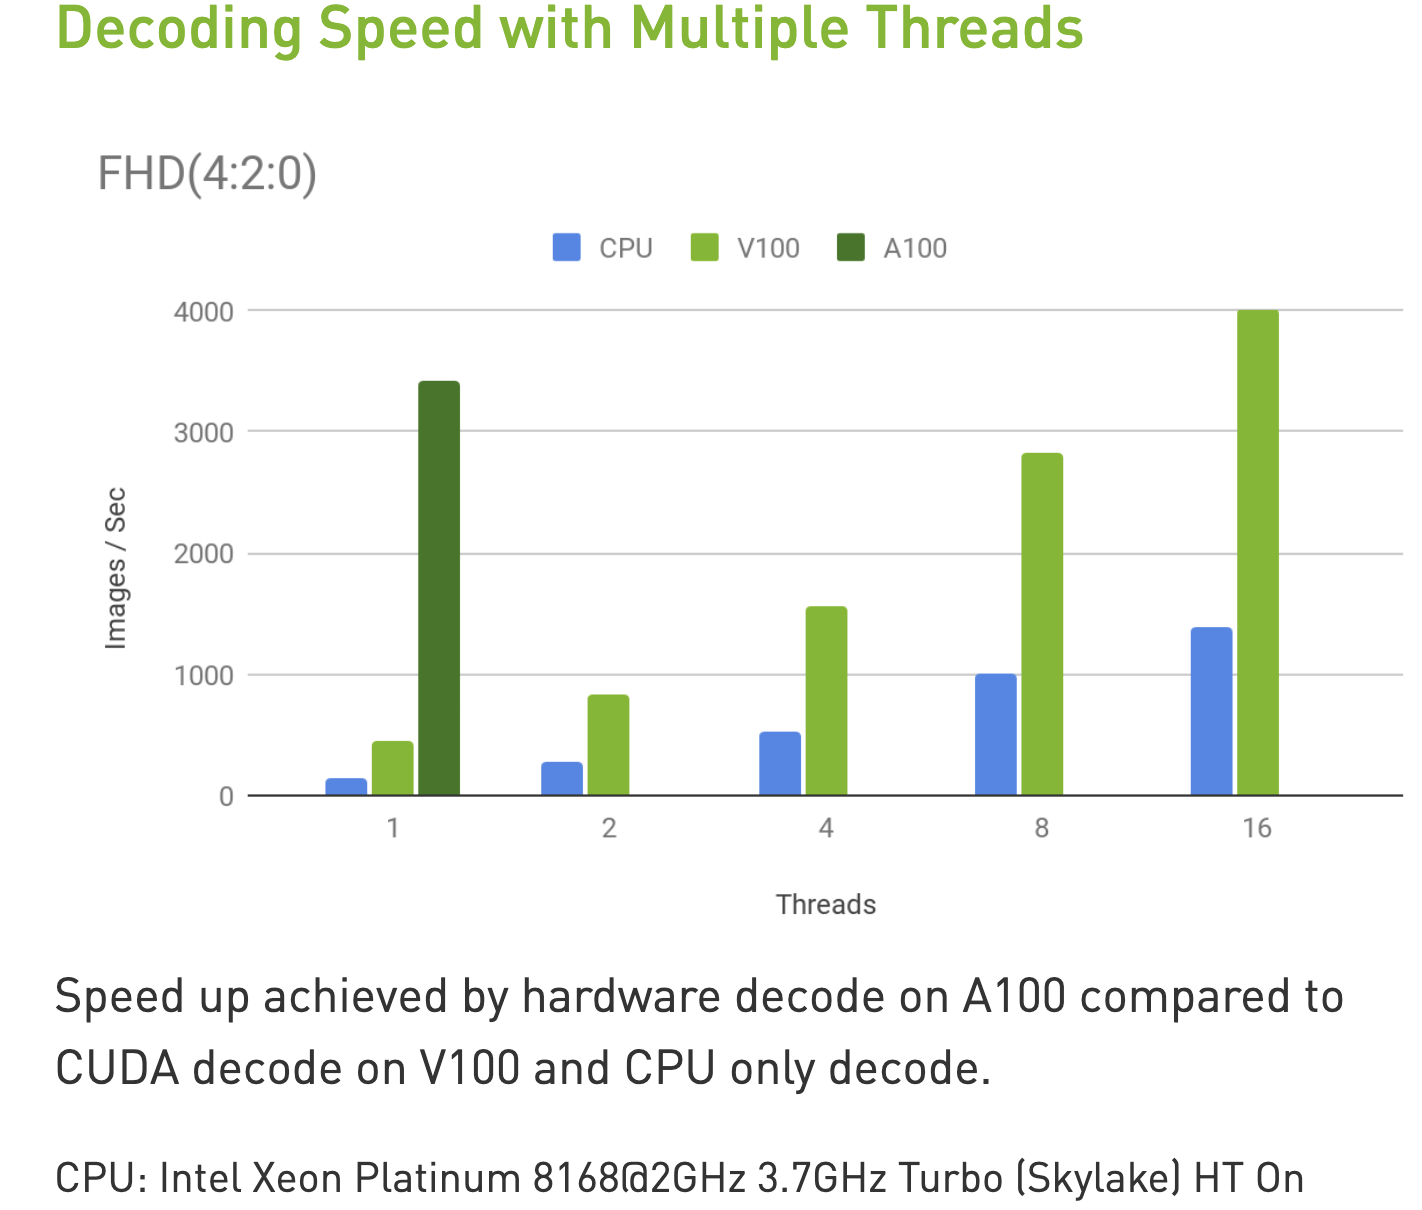 Decoding Speed with Multiple Threads
FHD(4:2:0)
CPU V100 A100
4000
3000
2000
1000
0
Images / Sec
1 2 4 8 16
Threads
Speed up achieved by hardware decode on A100 compared to
CUDA decode on V100 and CPU only decode.
CPU: Intel Xeon Platinum 8168@2GHz 3.7GHz Turbo (Skylake) HT On